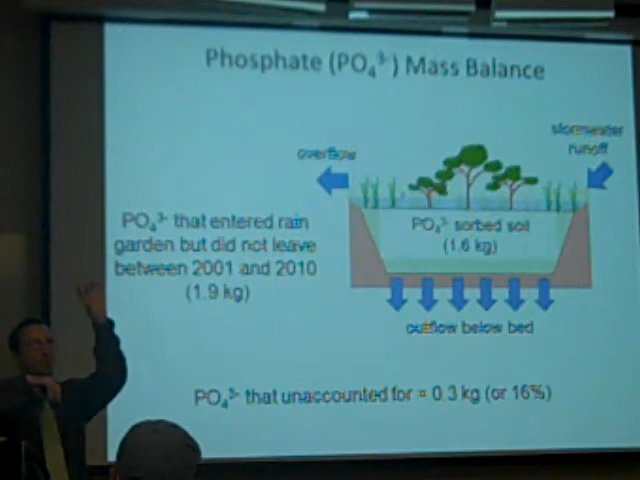 Phosphate (PO₄³⁻) Mass Balance
stormwater
runoff
overflow
PO₄³⁻ that entered rain
garden but did not leave
between 2001 and 2010
(1.9 kg)
PO₄³⁻ sorbed soil
(1.6 kg)
outflow below bed
PO₄³⁻ that unaccounted for = 0.3 kg (or 16%)